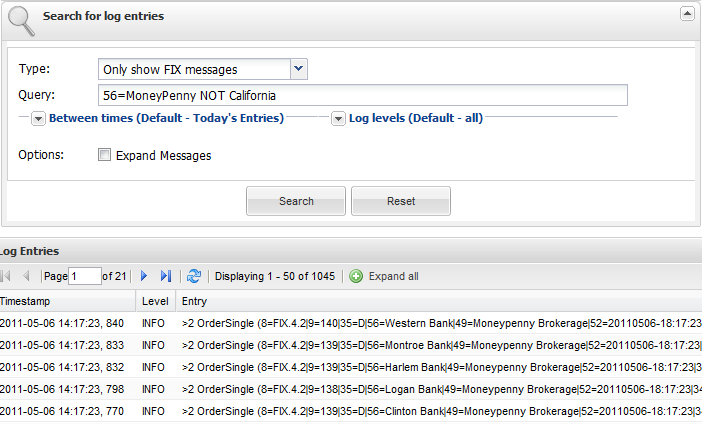 Search for log entries
Type: Only show FIX messages
Query: 56=MoneyPenny NOT California
Between times (Default - Today's Entries) Log levels (Default - all)
Options: Expand Messages
Search Reset
Log Entries
Page 1 of 21 Displaying 1 - 50 of 1045 Expand all
Timestamp Level Entry
2011-05-06 14:17:23, 840 INFO >2 OrderSingle (8=FIX.4.2|9=140|35=D|56=Western Bank|49=Moneypenny Brokerage|52=20110506-18:17:23
2011-05-06 14:17:23, 833 INFO >2 OrderSingle (8=FIX.4.2|9=139|35=D|56=Montroe Bank|49=Moneypenny Brokerage|52=20110506-18:17:23
2011-05-06 14:17:23, 832 INFO >2 OrderSingle (8=FIX.4.2|9=139|35=D|56=Harlem Bank|49=Moneypenny Brokerage|52=20110506-18:17:23|3
2011-05-06 14:17:23, 798 INFO >2 OrderSingle (8=FIX.4.2|9=138|35=D|56=Logan Bank|49=Moneypenny Brokerage|52=20110506-18:17:23|34
2011-05-06 14:17:23, 770 INFO >2 OrderSingle (8=FIX.4.2|9=139|35=D|56=Clinton Bank|49=Moneypenny Brokerage|52=20110506-18:17:23|3